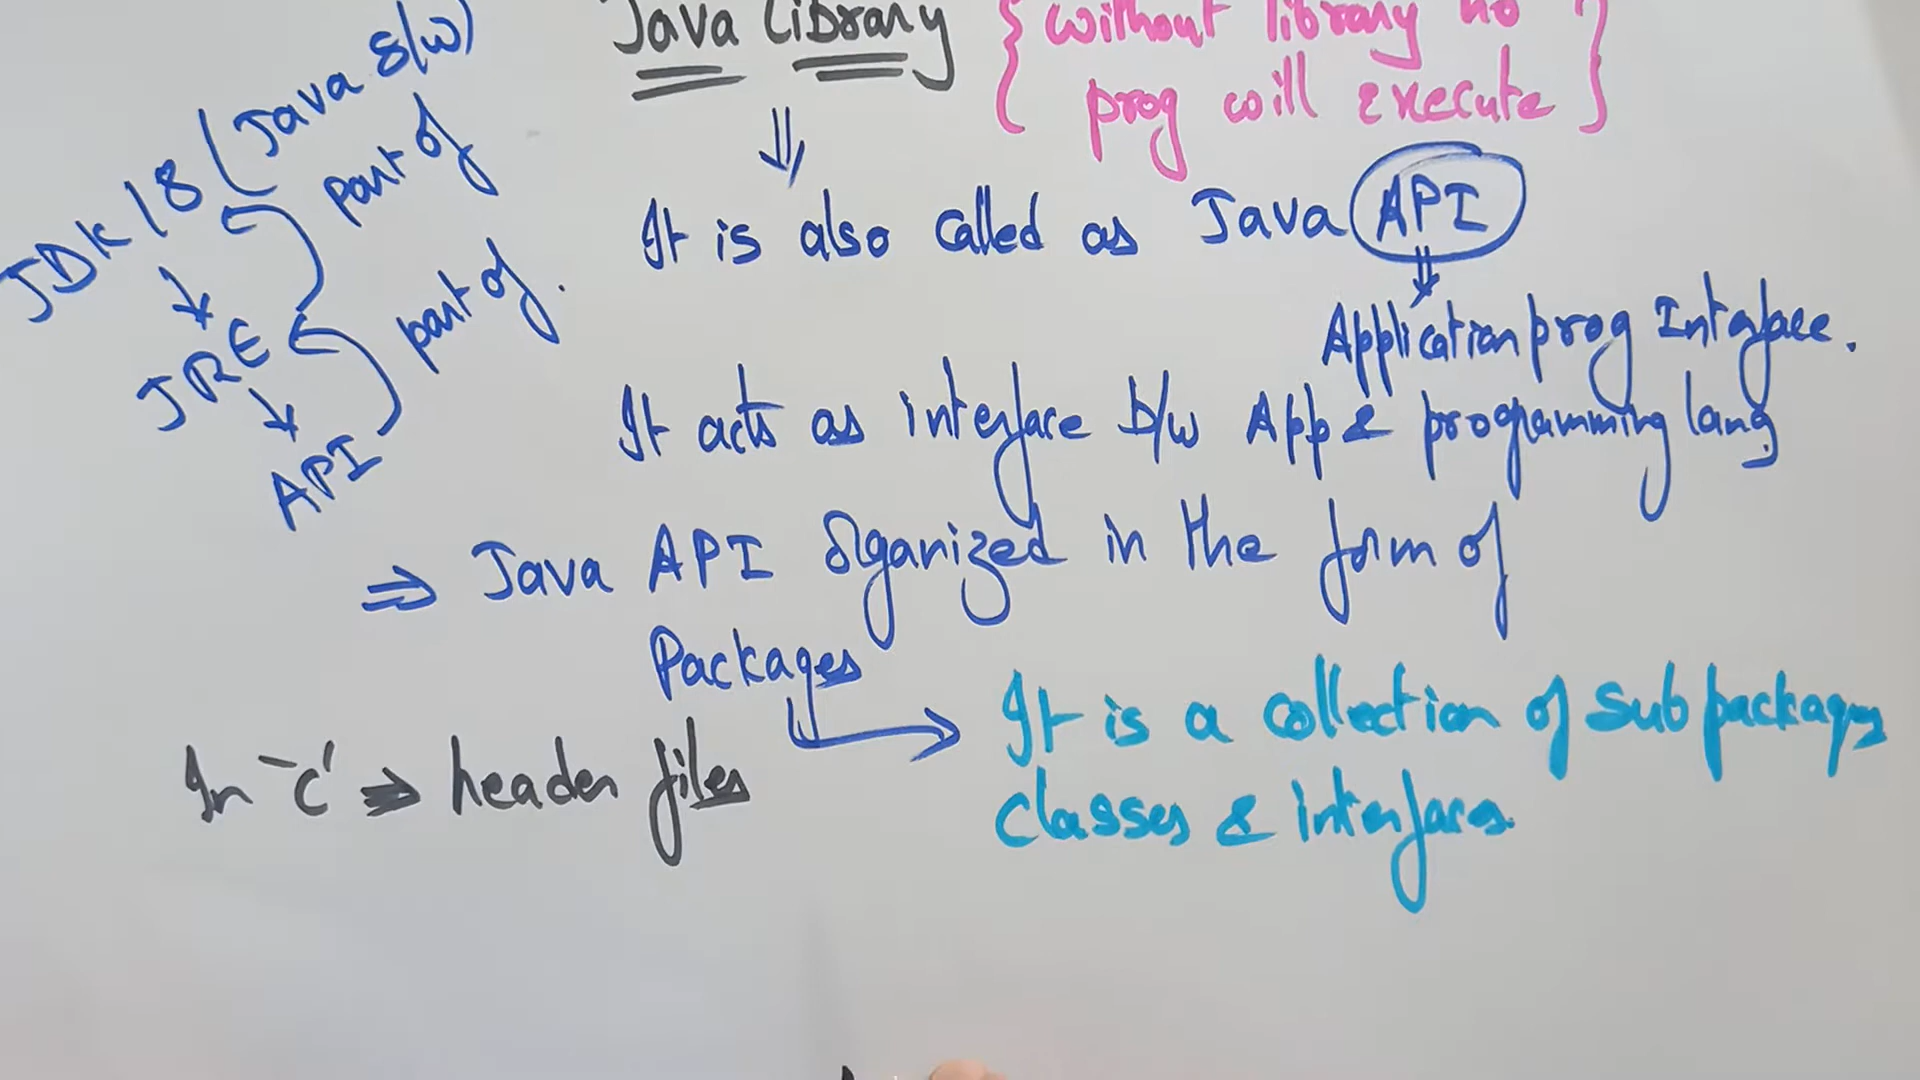 Java Library { without library no
prog will execute }
It is also called as Java API
Application prog Interface.
It acts as interface b/w App & programming lang
⇒ Java API Organized in the form of
Packages
It is a collection of sub packages
classes & interfaces.
In 'c' ⇒ header files
JDK 18 (Java S/W)
part of
JRE
part of.
API